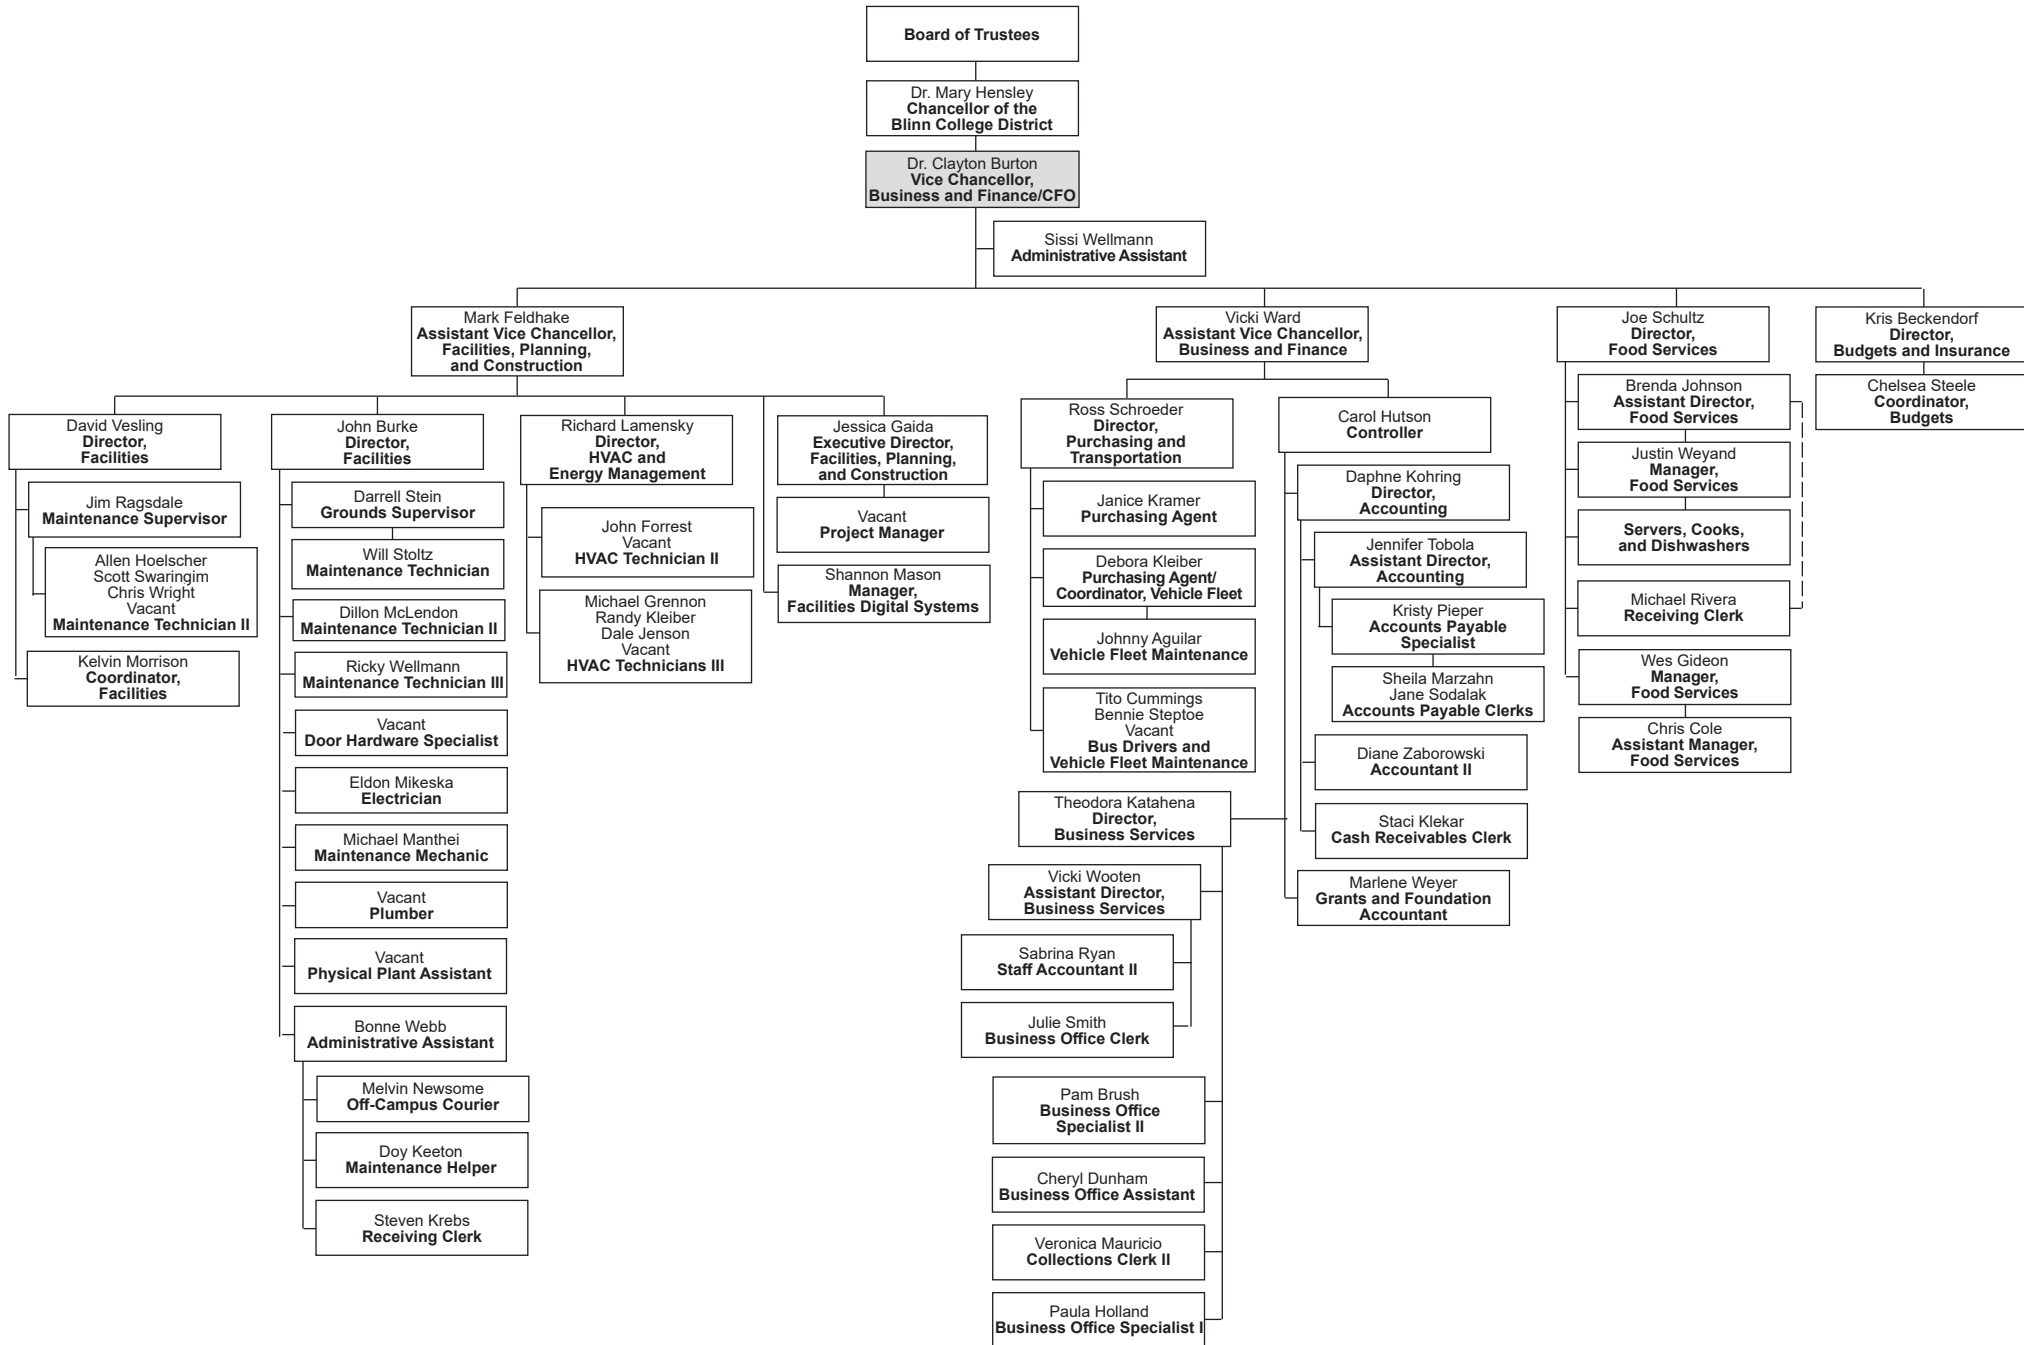 Board of Trustees
Dr. Mary Hensley
Chancellor of the
Blinn College District
Dr. Clayton Burton
Vice Chancellor,
Business and Finance/CFO
Sissi Wellmann
Administrative Assistant
Mark Feldhake
Assistant Vice Chancellor,
Facilities, Planning,
and Construction
David Vesling
Director,
Facilities
Jim Ragsdale
Maintenance Supervisor
Allen Hoelscher
Scott Swaringim
Chris Wright
Vacant
Maintenance Technician II
Kelvin Morrison
Coordinator,
Facilities
John Burke
Director,
Facilities
Darrell Stein
Grounds Supervisor
Will Stoltz
Maintenance Technician
Dillon McLendon
Maintenance Technician II
Ricky Wellmann
Maintenance Technician III
Vacant
Door Hardware Specialist
Eldon Mikeska
Electrician
Michael Manthei
Maintenance Mechanic
Vacant
Plumber
Vacant
Physical Plant Assistant
Bonne Webb
Administrative Assistant
Melvin Newsome
Off-Campus Courier
Doy Keeton
Maintenance Helper
Steven Krebs
Receiving Clerk
Richard Lamensky
Director,
HVAC and
Energy Management
John Forrest
Vacant
HVAC Technician II
Michael Grennon
Randy Kleiber
Dale Jenson
Vacant
HVAC Technicians III
Jessica Gaida
Executive Director,
Facilities, Planning,
and Construction
Vacant
Project Manager
Shannon Mason
Manager,
Facilities Digital Systems
Vicki Ward
Assistant Vice Chancellor,
Business and Finance
Ross Schroeder
Director,
Purchasing and
Transportation
Janice Kramer
Purchasing Agent
Debora Kleiber
Purchasing Agent/
Coordinator, Vehicle Fleet
Johnny Aguilar
Vehicle Fleet Maintenance
Tito Cummings
Bennie Steptoe
Vacant
Bus Drivers and
Vehicle Fleet Maintenance
Carol Hutson
Controller
Daphne Kohring
Director,
Accounting
Jennifer Tobola
Assistant Director,
Accounting
Kristy Pieper
Accounts Payable
Specialist
Sheila Marzahn
Jane Sodalak
Accounts Payable Clerks
Diane Zaborowski
Accountant II
Staci Klekar
Cash Receivables Clerk
Theodora Katahena
Director,
Business Services
Vicki Wooten
Assistant Director,
Business Services
Sabrina Ryan
Staff Accountant II
Julie Smith
Business Office Clerk
Pam Brush
Business Office
Specialist II
Cheryl Dunham
Business Office Assistant
Veronica Mauricio
Collections Clerk II
Paula Holland
Business Office Specialist I
Marlene Weyer
Grants and Foundation
Accountant
Joe Schultz
Director,
Food Services
Brenda Johnson
Assistant Director,
Food Services
Justin Weyand
Manager,
Food Services
Servers, Cooks,
and Dishwashers
Michael Rivera
Receiving Clerk
Wes Gideon
Manager,
Food Services
Chris Cole
Assistant Manager,
Food Services
Kris Beckendorf
Director,
Budgets and Insurance
Chelsea Steele
Coordinator,
Budgets